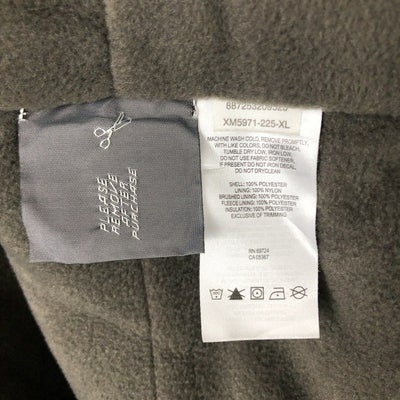 PLEASE
REMOVE
AFTER
PURCHASE
XM5971-225-XL
MACHINE WASH COLD, REMOVE PROMPTLY,
WITH LIKE COLORS, DO NOT BLEACH,
TUMBLE DRY LOW, IRON LOW,
DO NOT USE FABRIC SOFTENER,
DO NOT IRON DECAL,
DO NOT DRYCLEAN
SHELL: 100% POLYESTER
LINING: 100% NYLON
BRUSHED LINING: 100% POLYESTER
FLEECE LINING: 100% POLYESTER
INSULATION: 100% POLYESTER
EXCLUSIVE OF TRIMMING
RN 69724
CA 05367